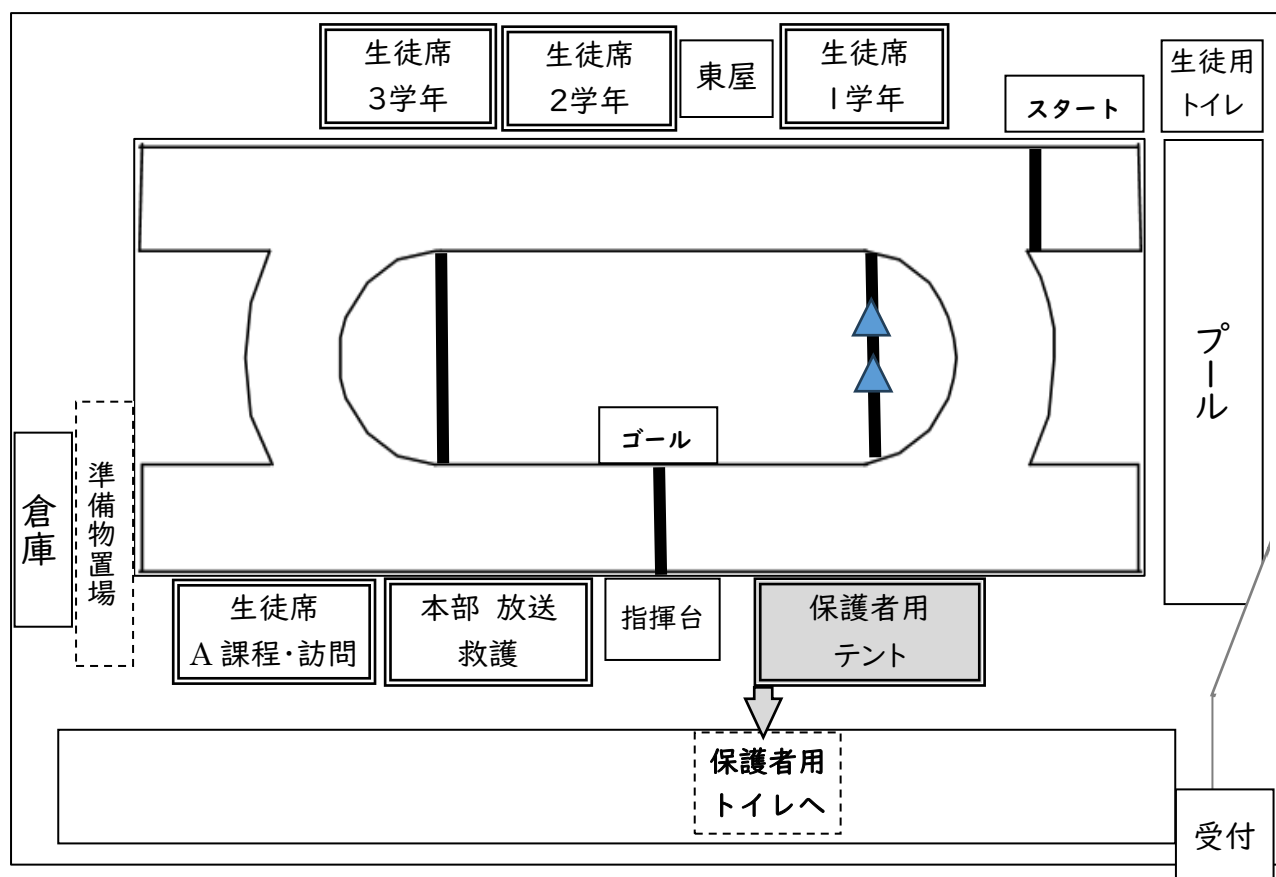 生徒席
3学年
生徒席
2学年
東屋
生徒席
1学年
スタート
生徒用
トイレ
プール
ゴール
倉庫
準備物置場
生徒席
A課程・訪問
本部 放送
救護
指揮台
保護者用
テント
保護者用
トイレへ
受付